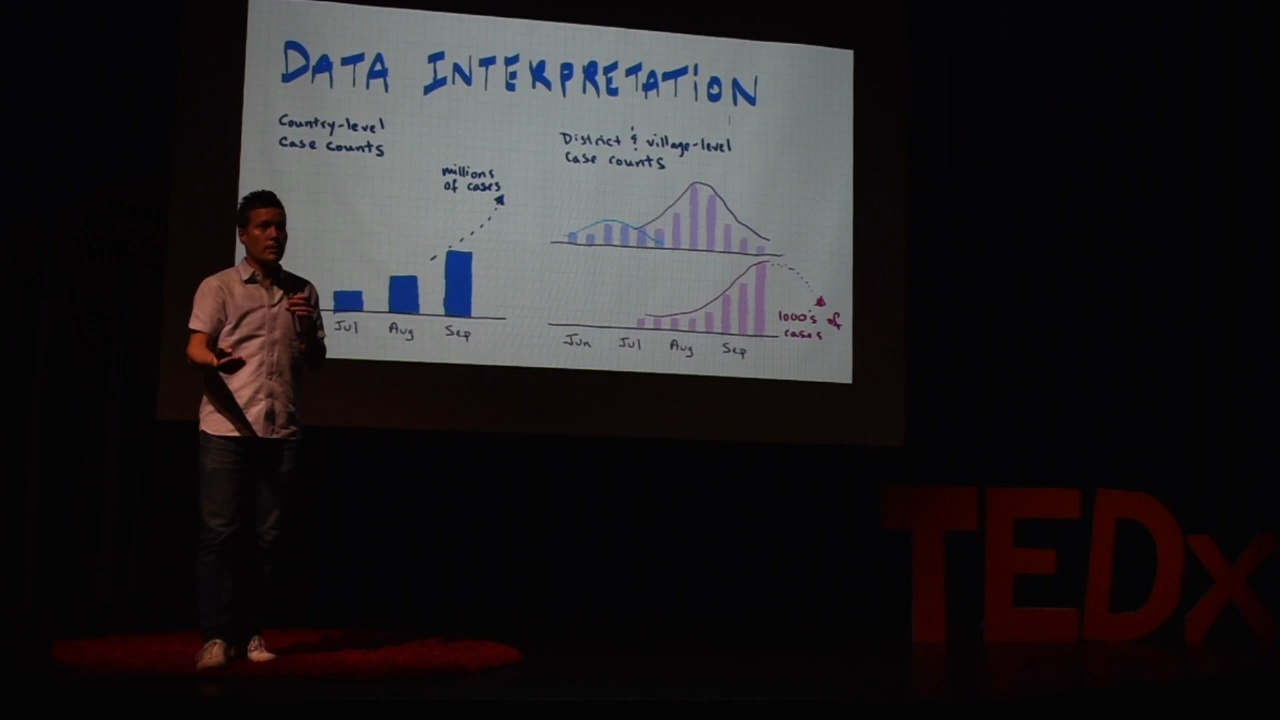 DATA INTERPRETATION
Country-level
Case Counts
millions
of cases
Jul Aug Sep
District & village-level
Case counts
1000's of
cases
Jun Jul Aug Sep
TEDx